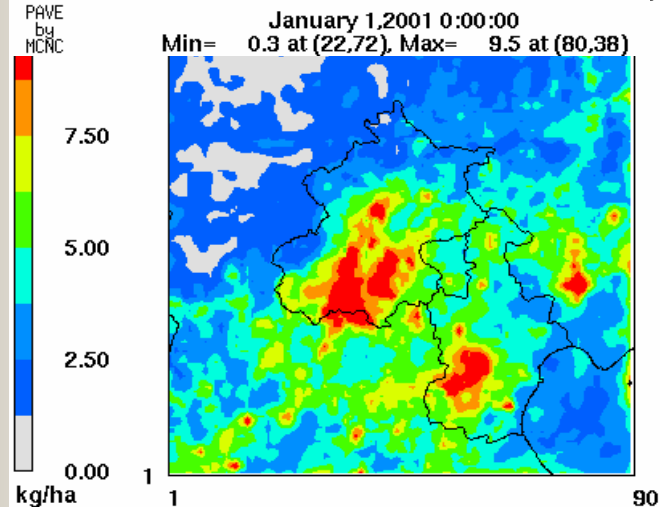 PAVE
by
MCNC
January 1,2001 0:00:00
Min= 0.3 at (22,72), Max= 9.5 at (80,38)
7.50
5.00
2.50
0.00
kg/ha
1
1
90